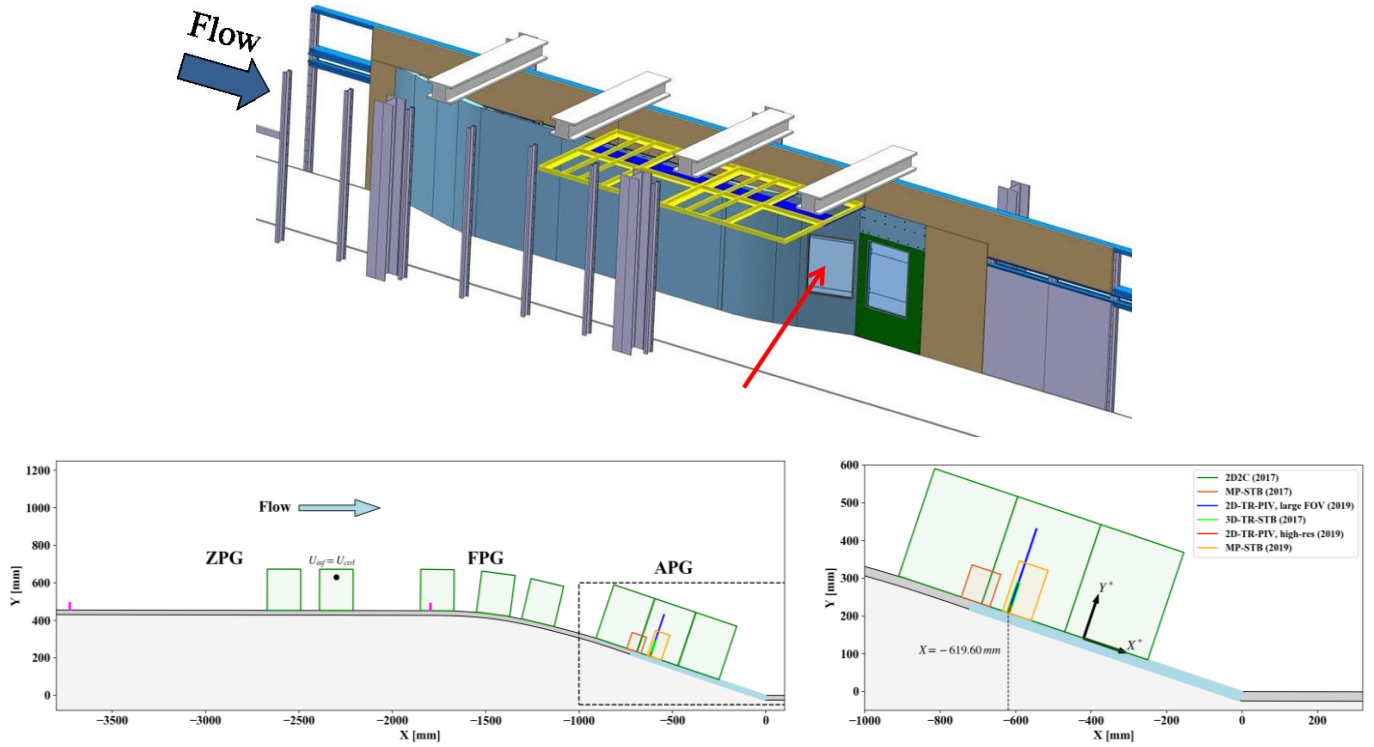 Flow
1200
1000
800
600
400
200
0
Y [mm]
Flow
ZPG
U_inf = U_ctrl
FPG
APG
−3500 −3000 −2500 −2000 −1500 −1000 −500 0
X [mm]
600
500
400
300
200
100
0
Y [mm]
2D2C (2017)
MP-STB (2017)
2D-TR-PIV, large FOV (2019)
3D-TR-STB (2017)
2D-TR-PIV, high-res (2019)
MP-STB (2019)
Y*
X*
X = −619.60 mm
−1000 −800 −600 −400 −200 0 200
X [mm]